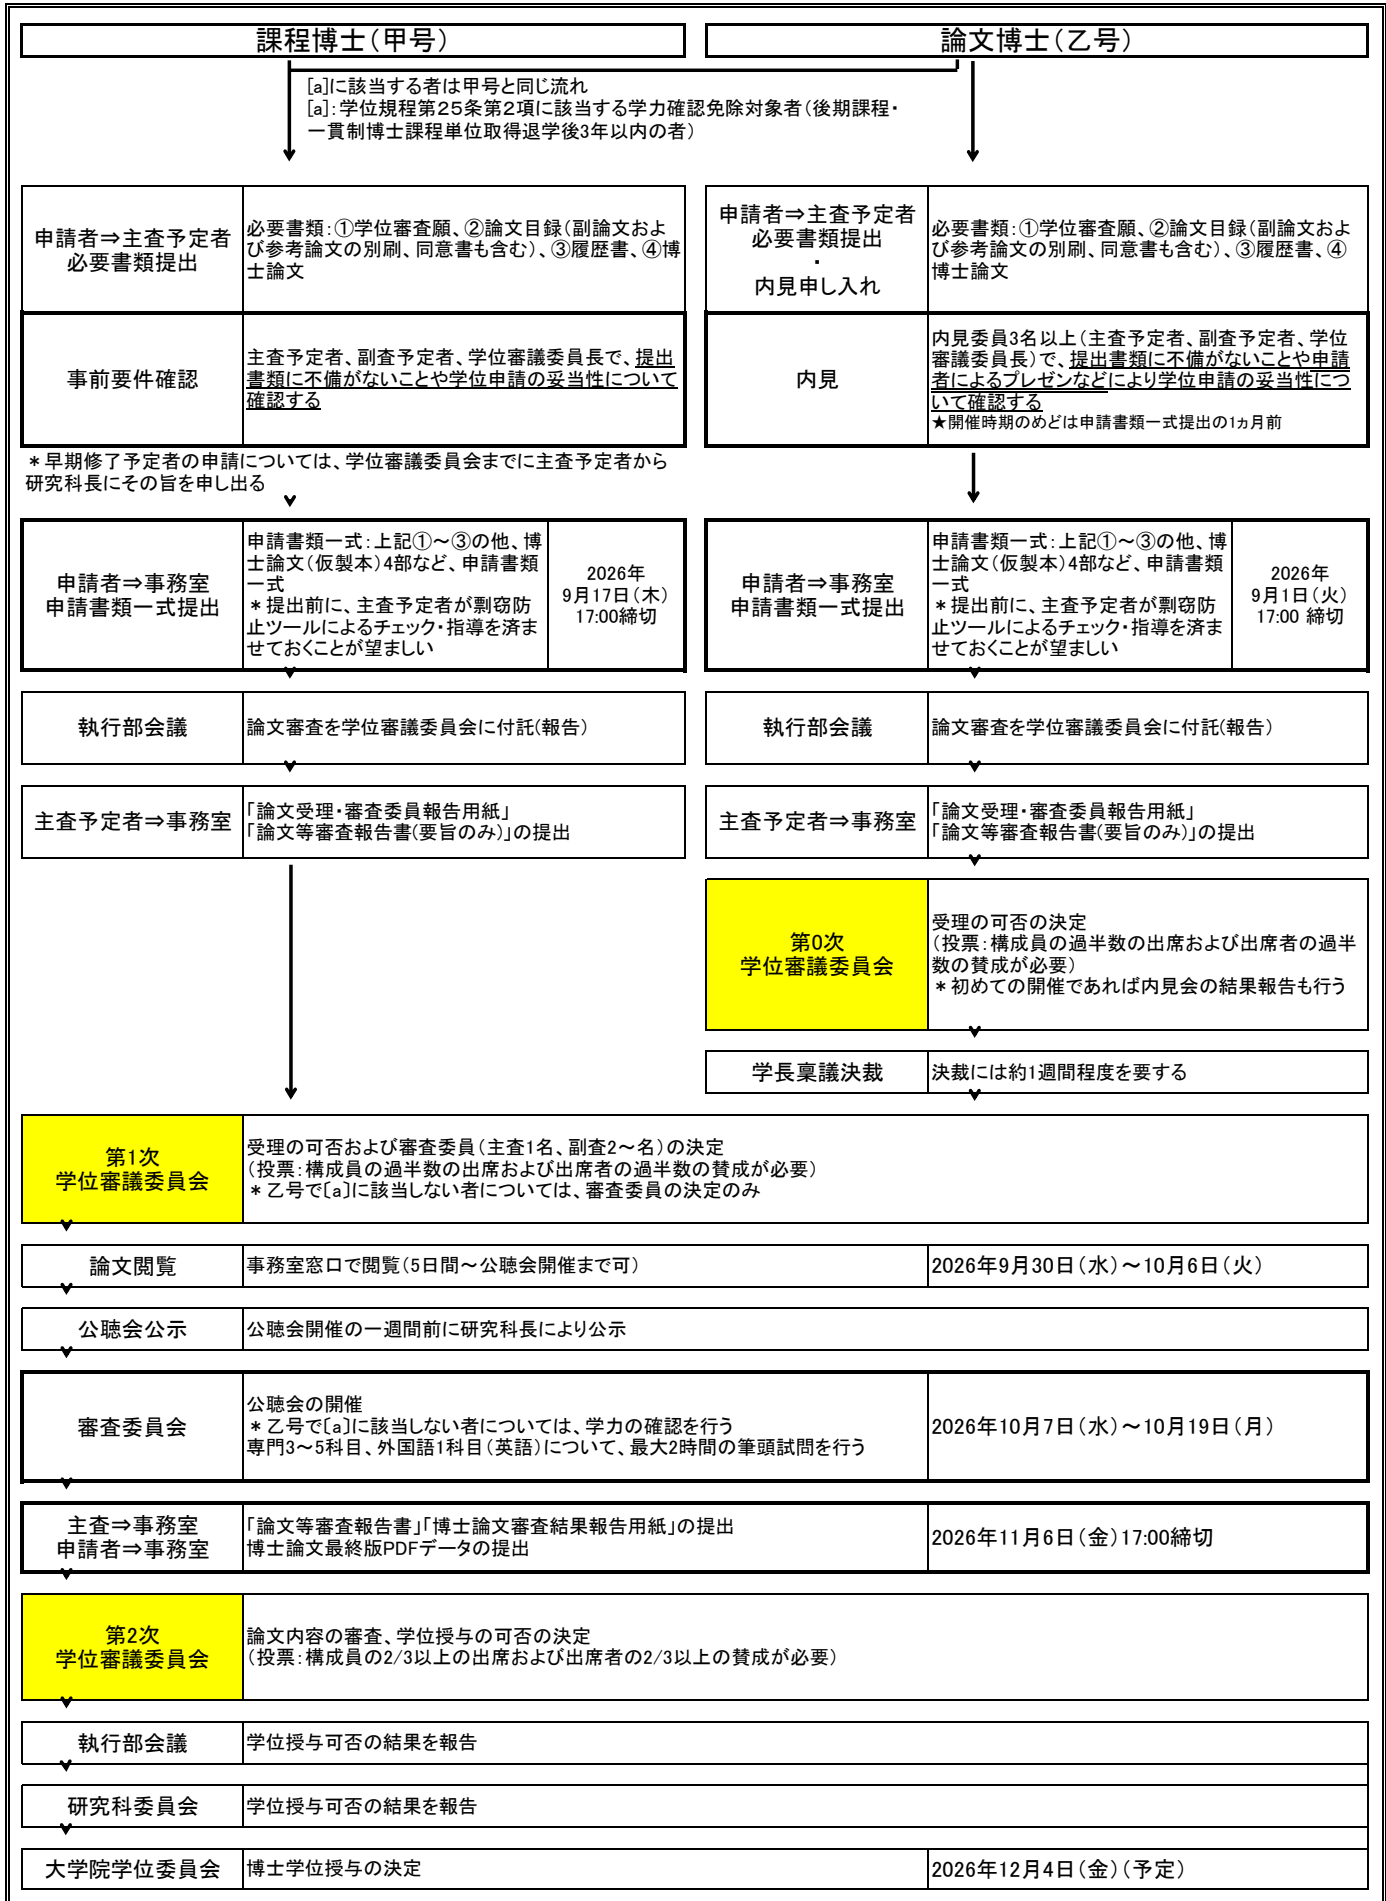 課程博士（甲号）
論文博士（乙号）
[a]に該当する者は甲号と同じ流れ
[a]：学位規程第２５条第２項に該当する学力確認免除対象者（後期課程・
一貫制博士課程単位取得退学後3年以内の者）
申請者⇒主査予定者
必要書類提出
必要書類：①学位審査願、②論文目録（副論文およ
び参考論文の別刷、同意書も含む）、③履歴書、④博
士論文
申請者⇒主査予定者
必要書類提出
・
内見申し入れ
必要書類：①学位審査願、②論文目録（副論文およ
び参考論文の別刷、同意書も含む）、③履歴書、④
博士論文
事前要件確認
主査予定者、副査予定者、学位審議委員長で、提出
書類に不備がないことや学位申請の妥当性について
確認する
内見
内見委員3名以上（主査予定者、副査予定者、学位
審議委員長）で、提出書類に不備がないことや申請
者によるプレゼンなどにより学位申請の妥当性につ
いて確認する
★開催時期のめどは申請書類一式提出の1ヵ月前
＊早期修了予定者の申請については、学位審議委員会までに主査予定者から
研究科長にその旨を申し出る
申請者⇒事務室
申請書類一式提出
申請書類一式：上記①～③の他、博
士論文（仮製本）4部など、申請書類
一式
＊提出前に、主査予定者が剽窃防
止ツールによるチェック・指導を済ま
せておくことが望ましい
2026年
9月17日（木）
17:00締切
申請者⇒事務室
申請書類一式提出
申請書類一式：上記①～③の他、博
士論文（仮製本）4部など、申請書類
一式
＊提出前に、主査予定者が剽窃防
止ツールによるチェック・指導を済ま
せておくことが望ましい
2026年
9月1日（火）
17:00 締切
執行部会議
論文審査を学位審議委員会に付託(報告）
執行部会議
論文審査を学位審議委員会に付託(報告）
主査予定者⇒事務室
「論文受理・審査委員報告用紙」
「論文等審査報告書(要旨のみ)」の提出
主査予定者⇒事務室
「論文受理・審査委員報告用紙」
「論文等審査報告書(要旨のみ)」の提出
第0次
学位審議委員会
受理の可否の決定
（投票：構成員の過半数の出席および出席者の過半
数の賛成が必要）
＊初めての開催であれば内見会の結果報告も行う
学長稟議決裁
決裁には約1週間程度を要する
第1次
学位審議委員会
受理の可否および審査委員（主査1名、副査2～名）の決定
（投票：構成員の過半数の出席および出席者の過半数の賛成が必要）
＊乙号で〔a〕に該当しない者については、審査委員の決定のみ
論文閲覧
事務室窓口で閲覧（5日間～公聴会開催まで可）
2026年9月30日（水）～10月6日（火）
公聴会公示
公聴会開催の一週間前に研究科長により公示
審査委員会
公聴会の開催
＊乙号で〔a〕に該当しない者については、学力の確認を行う
専門3～5科目、外国語1科目（英語）について、最大2時間の筆頭試問を行う
2026年10月7日（水）～10月19日（月）
主査⇒事務室
申請者⇒事務室
「論文等審査報告書」「博士論文審査結果報告用紙」の提出
博士論文最終版PDFデータの提出
2026年11月6日（金）17:00締切
第2次
学位審議委員会
論文内容の審査、学位授与の可否の決定
（投票：構成員の2/3以上の出席および出席者の2/3以上の賛成が必要）
執行部会議
学位授与可否の結果を報告
研究科委員会
学位授与可否の結果を報告
大学院学位委員会
博士学位授与の決定
2026年12月4日（金）（予定）